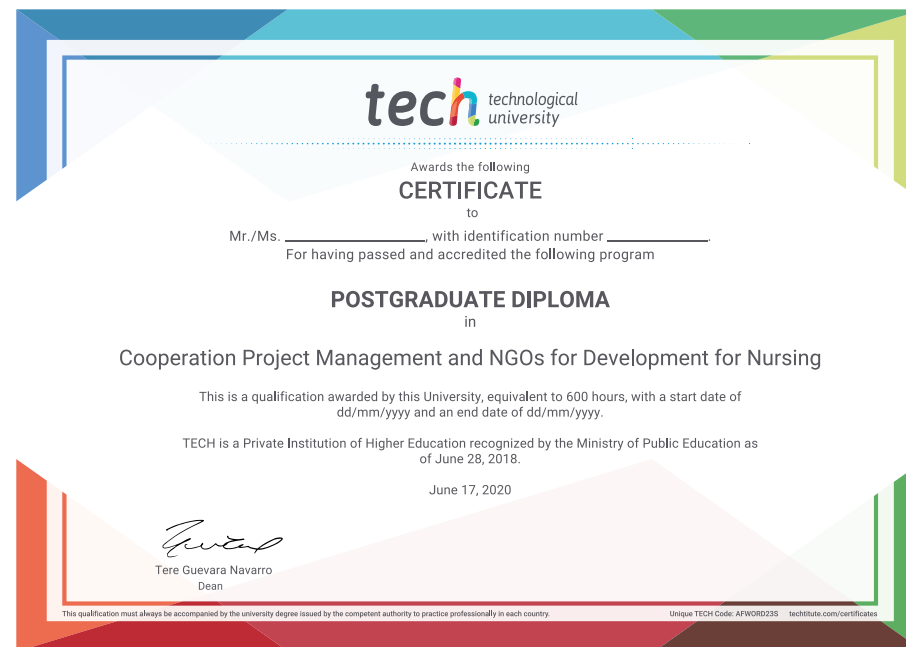 tech technological
university
Awards the following
CERTIFICATE
to
Mr./Ms. ____________________, with identification number ______________.
For having passed and accredited the following program
POSTGRADUATE DIPLOMA
in
Cooperation Project Management and NGOs for Development for Nursing
This is a qualification awarded by this University, equivalent to 600 hours, with a start date of
dd/mm/yyyy and an end date of dd/mm/yyyy.
TECH is a Private Institution of Higher Education recognized by the Ministry of Public Education as
of June 28, 2018.
June 17, 2020
Tere Guevara Navarro
Dean
This qualification must always be accompanied by the university degree issued by the competent authority to practice professionally in each country. Unique TECH Code: AFWORD23S techtitute.com/certificates